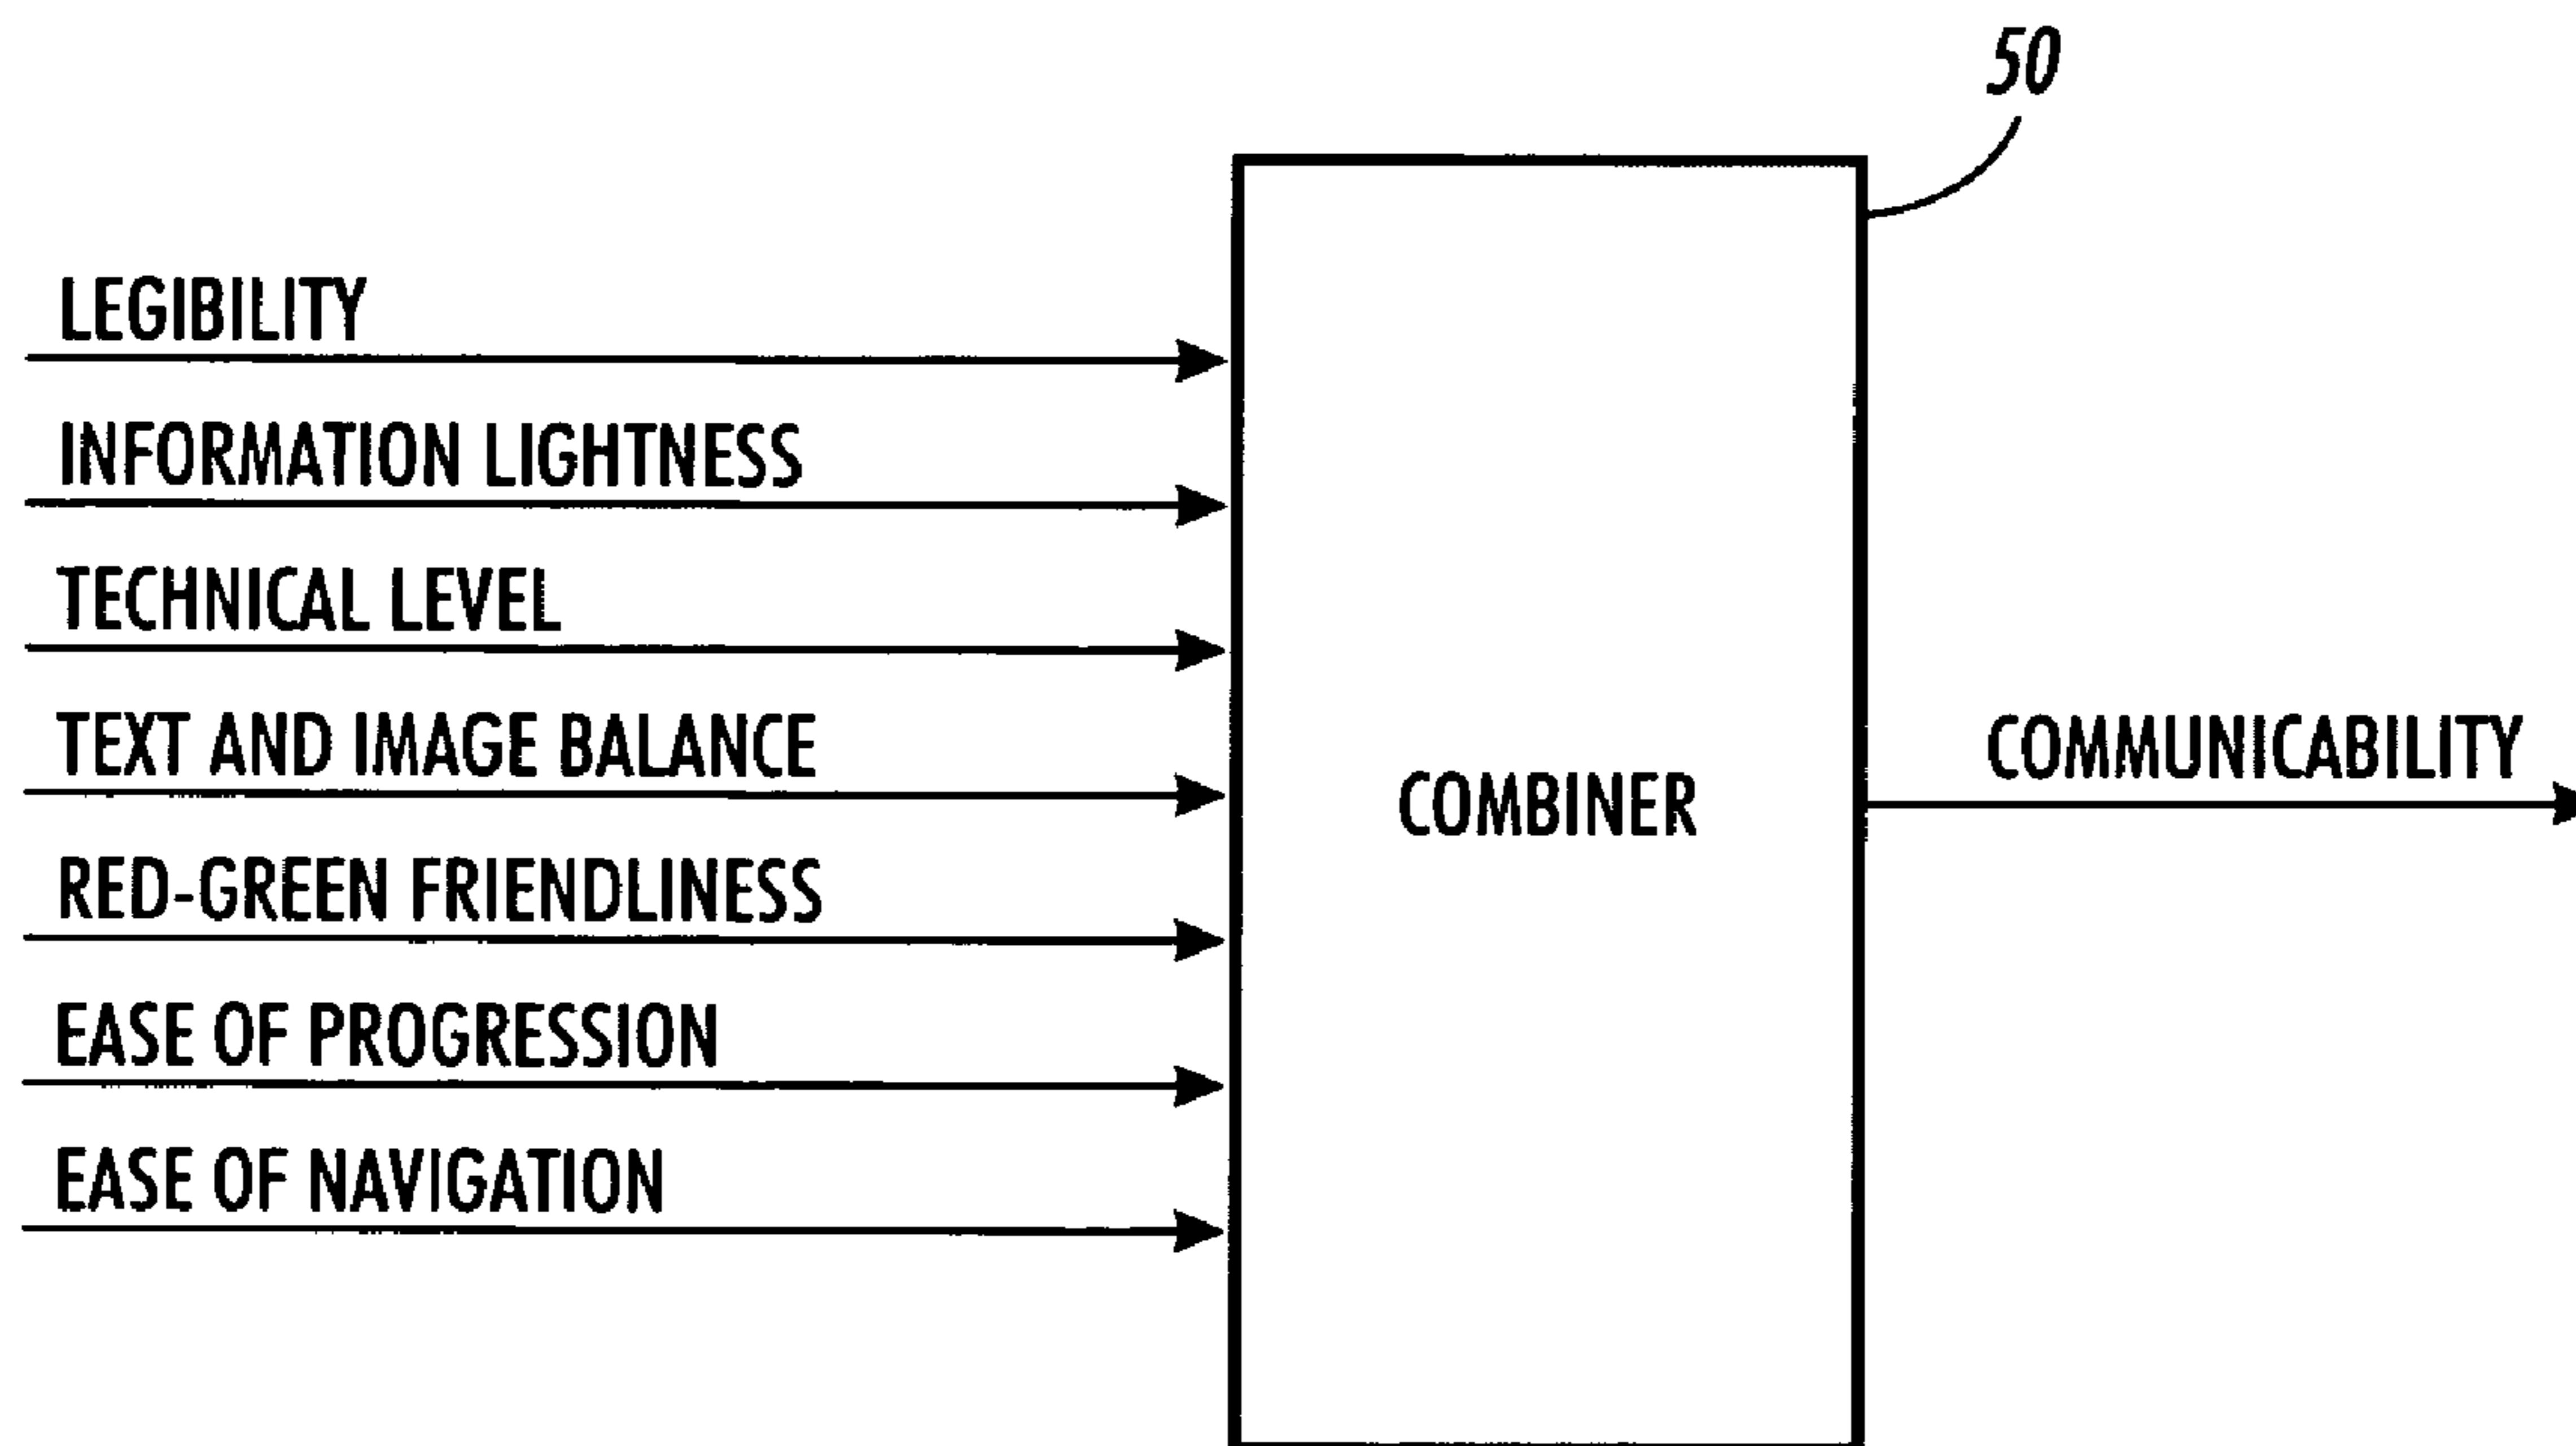 50
LEGIBILITY
INFORMATION LIGHTNESS
TECHNICAL LEVEL
TEXT AND IMAGE BALANCE
RED-GREEN FRIENDLINESS
EASE OF PROGRESSION
EASE OF NAVIGATION
COMBINER
COMMUNICABILITY